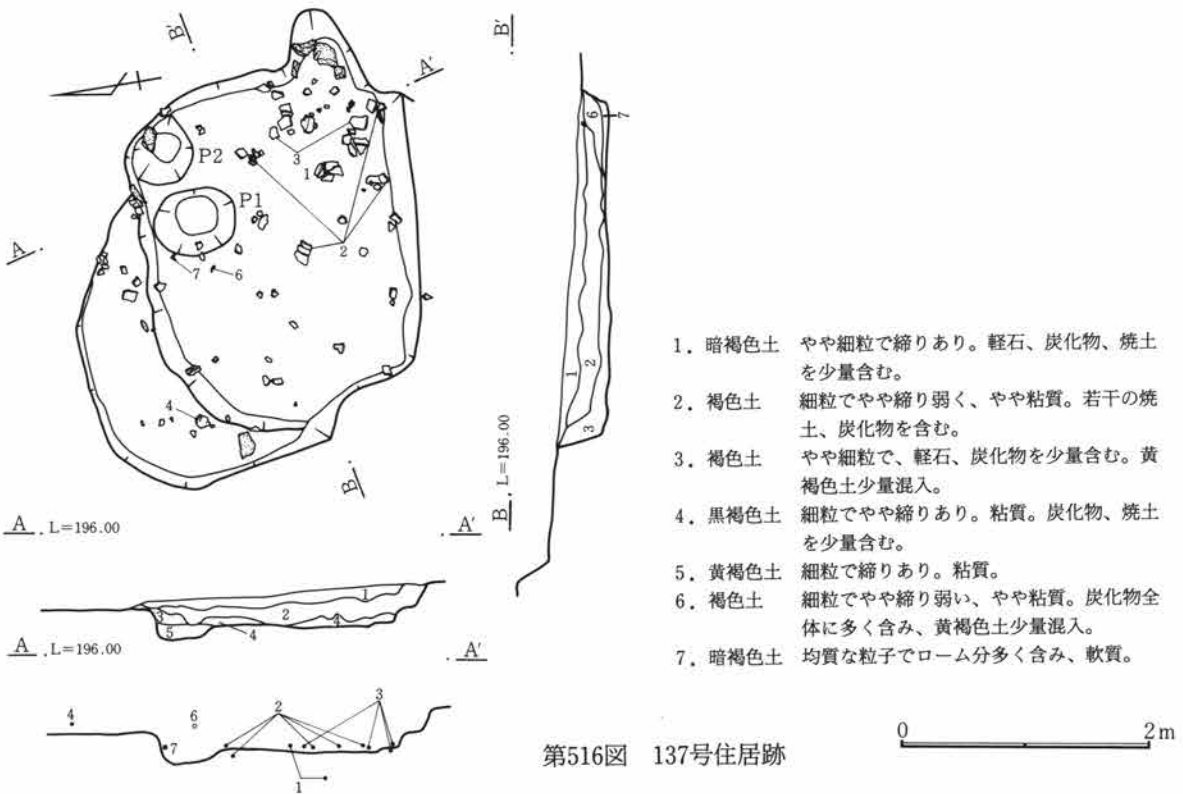 B'
A'
P2
P1
3
1
2
7
6
A
4
B
A . L=196.00
. A'
1
3
2
4
5
4
A . L=196.00
. A'
4
6
2
3
7
1
B'
6
7
1
2
3
B . L=196.00
1. 暗褐色土 やや細粒で締りあり。軽石、炭化物、焼土
を少量含む。
2. 褐色土 細粒でやや締り弱く、やや粘質。若干の焼
土、炭化物を含む。
3. 褐色土 やや細粒で、軽石、炭化物を少量含む。黄
褐色土少量混入。
4. 黒褐色土 細粒でやや締りあり。粘質。炭化物、焼土
を少量含む。
5. 黄褐色土 細粒で締りあり。粘質。
6. 褐色土 細粒でやや締り弱い、やや粘質。炭化物全
体に多く含み、黄褐色土少量混入。
7. 暗褐色土 均質な粒子でローム分多く含み、軟質。
0 2m
第516図 137号住居跡